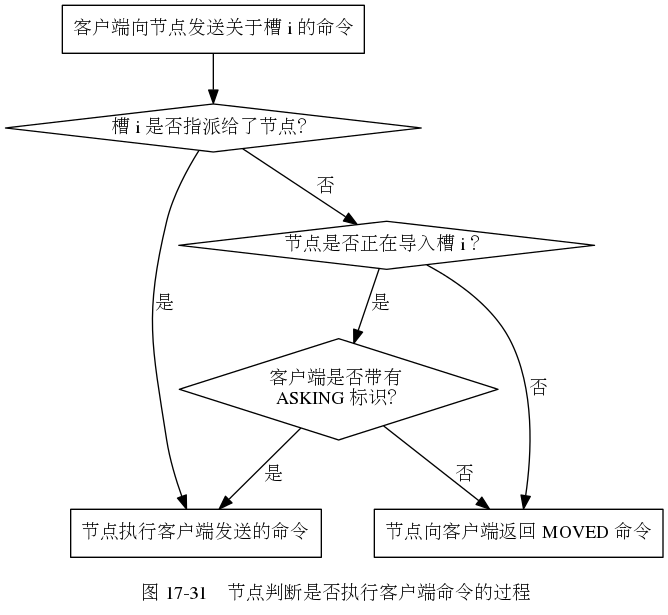 客户端向节点发送关于槽 i 的命令
槽 i 是否指派给了节点?
否
节点是否正在导入槽 i ?
是
是
客户端是否带有
ASKING 标识?
否
是
否
节点执行客户端发送的命令
节点向客户端返回 MOVED 命令
图 17-31 节点判断是否执行客户端命令的过程